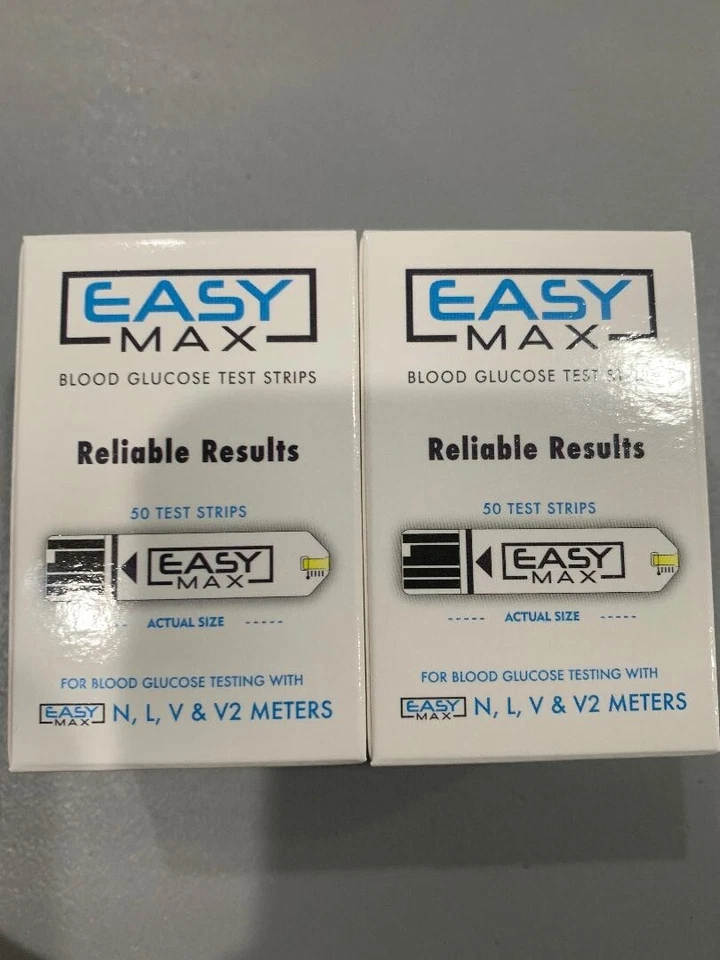 EASY
MAX
BLOOD GLUCOSE TEST STRIPS
Reliable Results
50 TEST STRIPS
EASY
MAX
ACTUAL SIZE
FOR BLOOD GLUCOSE TESTING WITH
EASY MAX N, L, V & V2 METERS
EASY
MAX
BLOOD GLUCOSE TEST STRIPS
Reliable Results
50 TEST STRIPS
EASY
MAX
ACTUAL SIZE
FOR BLOOD GLUCOSE TESTING WITH
EASY MAX N, L, V & V2 METERS